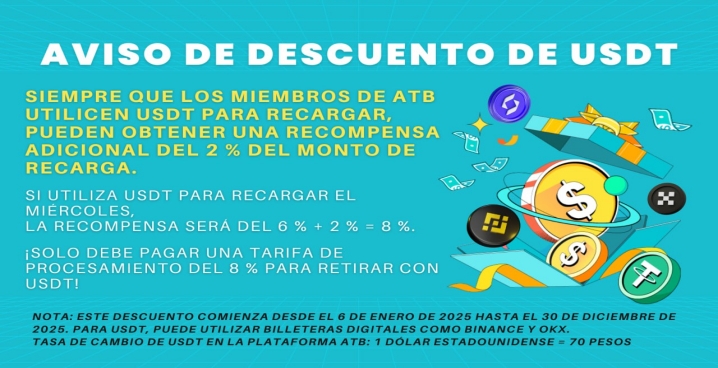 AVISO DE DESCUENTO DE USDT
SIEMPRE QUE LOS MIEMBROS DE ATB
UTILICEN USDT PARA RECARGAR,
PUEDEN OBTENER UNA RECOMPENSA
ADICIONAL DEL 2 % DEL MONTO DE
RECARGA.
SI UTILIZA USDT PARA RECARGAR EL
MIÉRCOLES,
LA RECOMPENSA SERÁ DEL 6 % + 2 % = 8 %.
¡SOLO DEBE PAGAR UNA TARIFA DE
PROCESAMIENTO DEL 8 % PARA RETIRAR CON
USDT!
NOTA: ESTE DESCUENTO COMIENZA DESDE EL 6 DE ENERO DE 2025 HASTA EL 30 DE DICIEMBRE DE
2025. PARA USDT, PUEDE UTILIZAR BILLETERAS DIGITALES COMO BINANCE Y OKX.
TASA DE CAMBIO DE USDT EN LA PLATAFORMA ATB: 1 DÓLAR ESTADOUNIDENSE = 70 PESOS